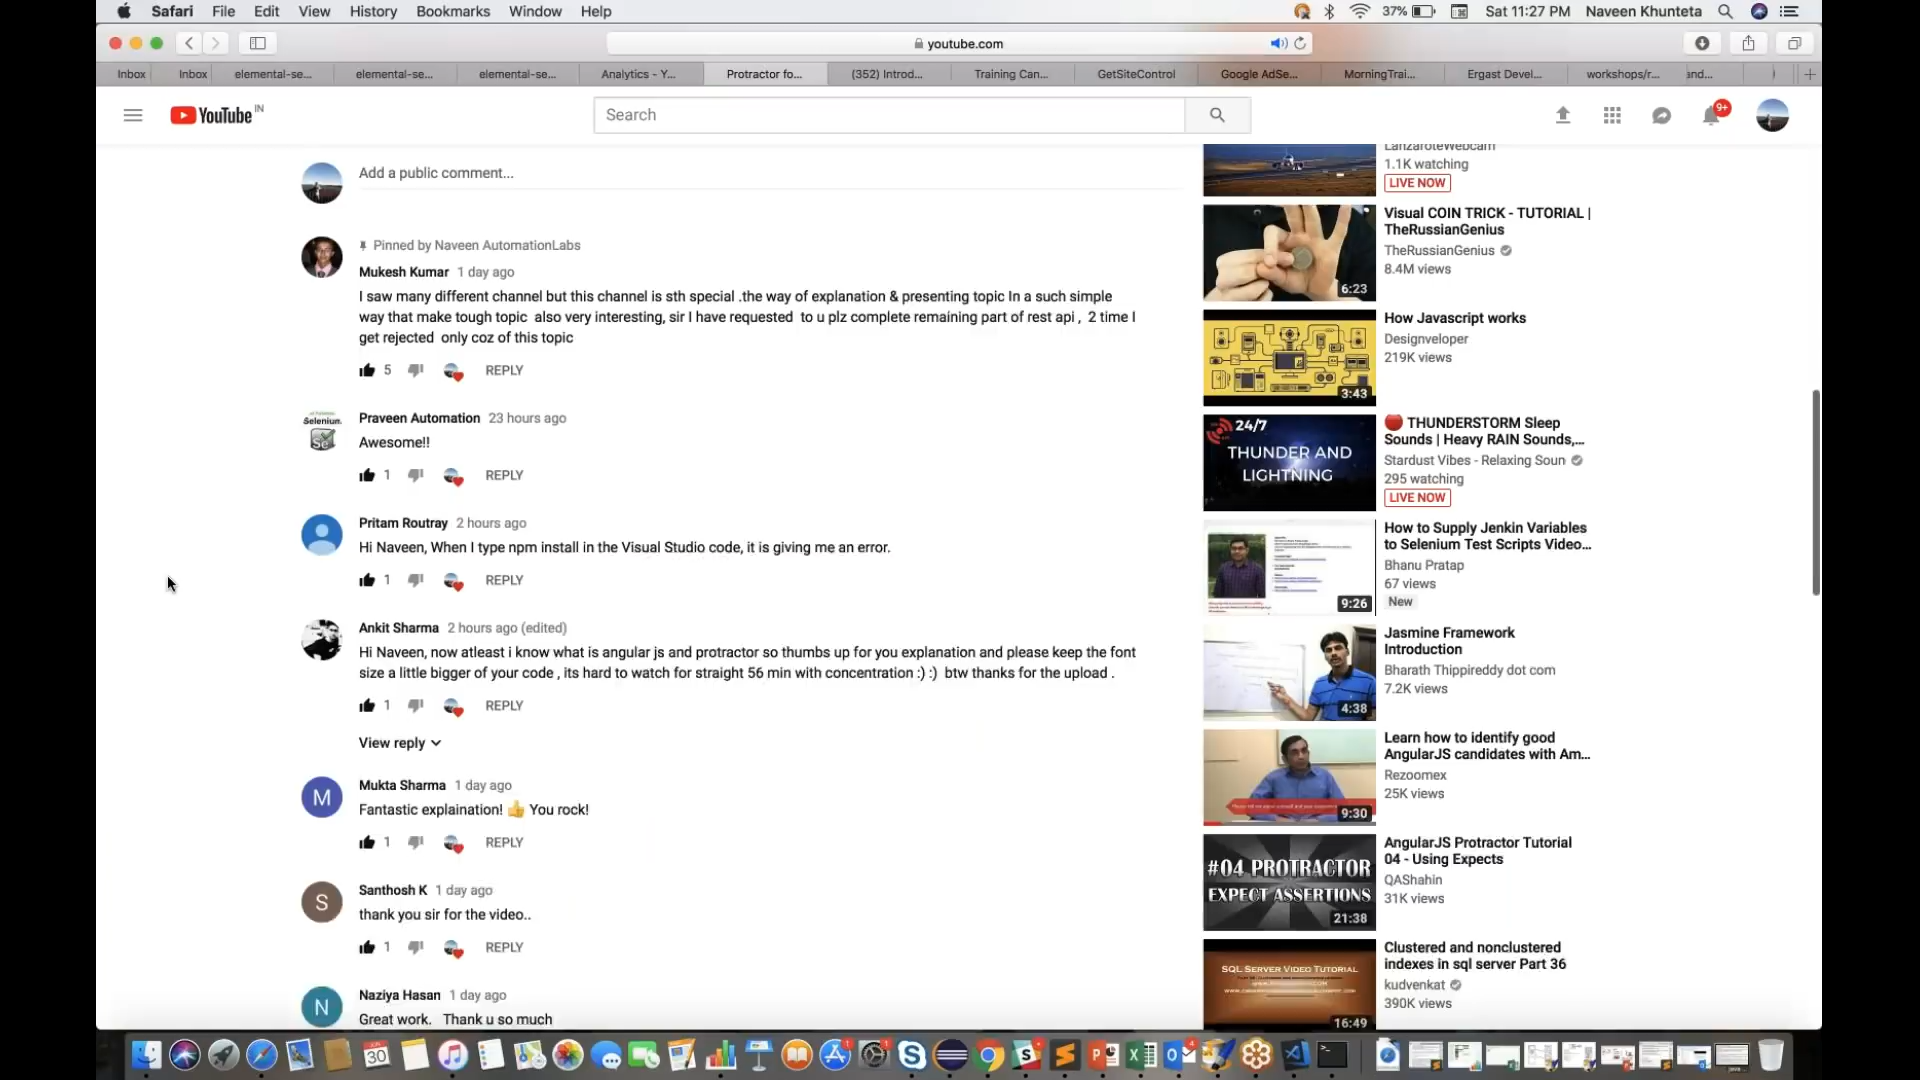 Safari File Edit View History Bookmarks Window Help
37% Sat 11:27 PM Naveen Khunteta
youtube.com
Inbox Inbox elemental-se... elemental-se... elemental-se... Analytics - Y... Protractor fo... (352) Introd... Training Can... GetSiteControl Google AdSe... MorningTrai... Ergast Devel... workshops/r... and...
YouTube IN
Search
9+
Add a public comment...
Pinned by Naveen AutomationLabs
Mukesh Kumar 1 day ago
I saw many different channel but this channel is sth special .the way of explanation & presenting topic In a such simple
way that make tough topic also very interesting, sir I have requested to u plz complete remaining part of rest api , 2 time I
get rejected only coz of this topic
5 REPLY
Selenium.
Praveen Automation 23 hours ago
Awesome!!
1 REPLY
Pritam Routray 2 hours ago
Hi Naveen, When I type npm install in the Visual Studio code, it is giving me an error.
1 REPLY
Ankit Sharma 2 hours ago (edited)
Hi Naveen, now atleast i know what is angular js and protractor so thumbs up for you explanation and please keep the font
size a little bigger of your code , its hard to watch for straight 56 min with concentration :) :) btw thanks for the upload .
1 REPLY
View reply
M
Mukta Sharma 1 day ago
Fantastic explaination! 👍 You rock!
1 REPLY
S
Santhosh K 1 day ago
thank you sir for the video..
1 REPLY
N
Naziya Hasan 1 day ago
Great work. Thank u so much
LanzaroteWebcam
1.1K watching
LIVE NOW
6:23
Visual COIN TRICK - TUTORIAL |
TheRussianGenius
TheRussianGenius
8.4M views
3:43
How Javascript works
Designveloper
219K views
24/7
THUNDER AND
LIGHTNING
🔴 THUNDERSTORM Sleep
Sounds | Heavy RAIN Sounds,...
Stardust Vibes - Relaxing Soun
295 watching
LIVE NOW
9:26
How to Supply Jenkin Variables
to Selenium Test Scripts Video...
Bhanu Pratap
67 views
New
4:38
Jasmine Framework
Introduction
Bharath Thippireddy dot com
7.2K views
9:30
Learn how to identify good
AngularJS candidates with Am...
Rezoomex
25K views
#04 PROTRACTOR
EXPECT ASSERTIONS
21:38
AngularJS Protractor Tutorial
04 - Using Expects
QAShahin
31K views
SQL SERVER VIDEO TUTORIAL
16:49
Clustered and nonclustered
indexes in sql server Part 36
kudvenkat
390K views
JUN
30